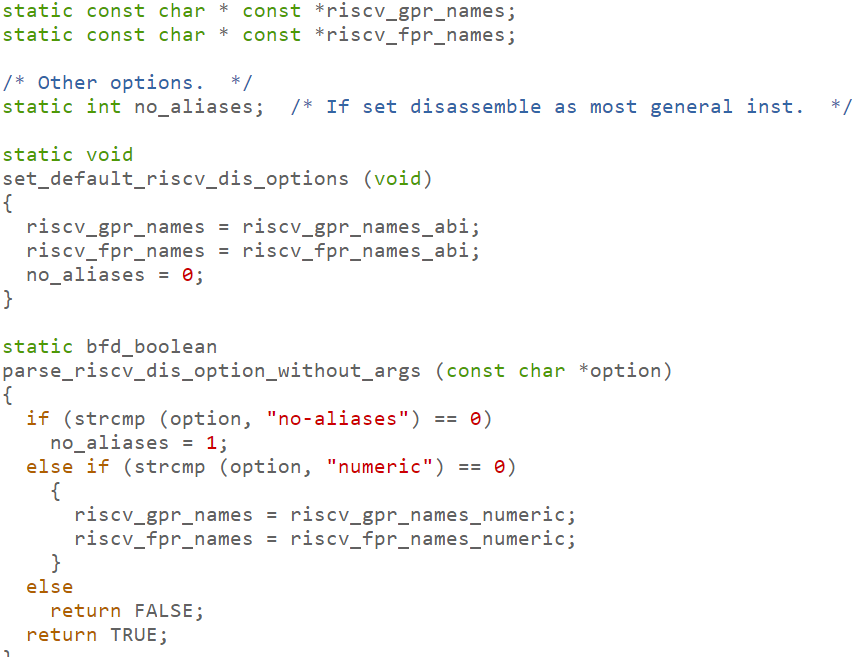 static const char * const *riscv_gpr_names;
static const char * const *riscv_fpr_names;

/* Other options.  */
static int no_aliases;  /* If set disassemble as most general inst.  */

static void
set_default_riscv_dis_options (void)
{
  riscv_gpr_names = riscv_gpr_names_abi;
  riscv_fpr_names = riscv_fpr_names_abi;
  no_aliases = 0;
}

static bfd_boolean
parse_riscv_dis_option_without_args (const char *option)
{
  if (strcmp (option, "no-aliases") == 0)
    no_aliases = 1;
  else if (strcmp (option, "numeric") == 0)
    {
      riscv_gpr_names = riscv_gpr_names_numeric;
      riscv_fpr_names = riscv_fpr_names_numeric;
    }
  else
    return FALSE;
  return TRUE;
}